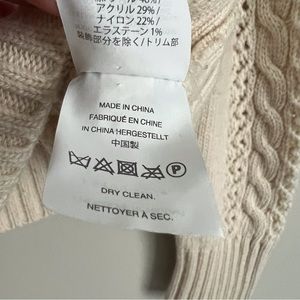 アクリル 29% /
ナイロン 22% /
エラステーン 1%
装飾部分を除く/トリム部
MADE IN CHINA
FABRIQUÉ EN CHINE
IN CHINA HERGESTELLT
中国製
P
DRY CLEAN.
NETTOYER À SEC.